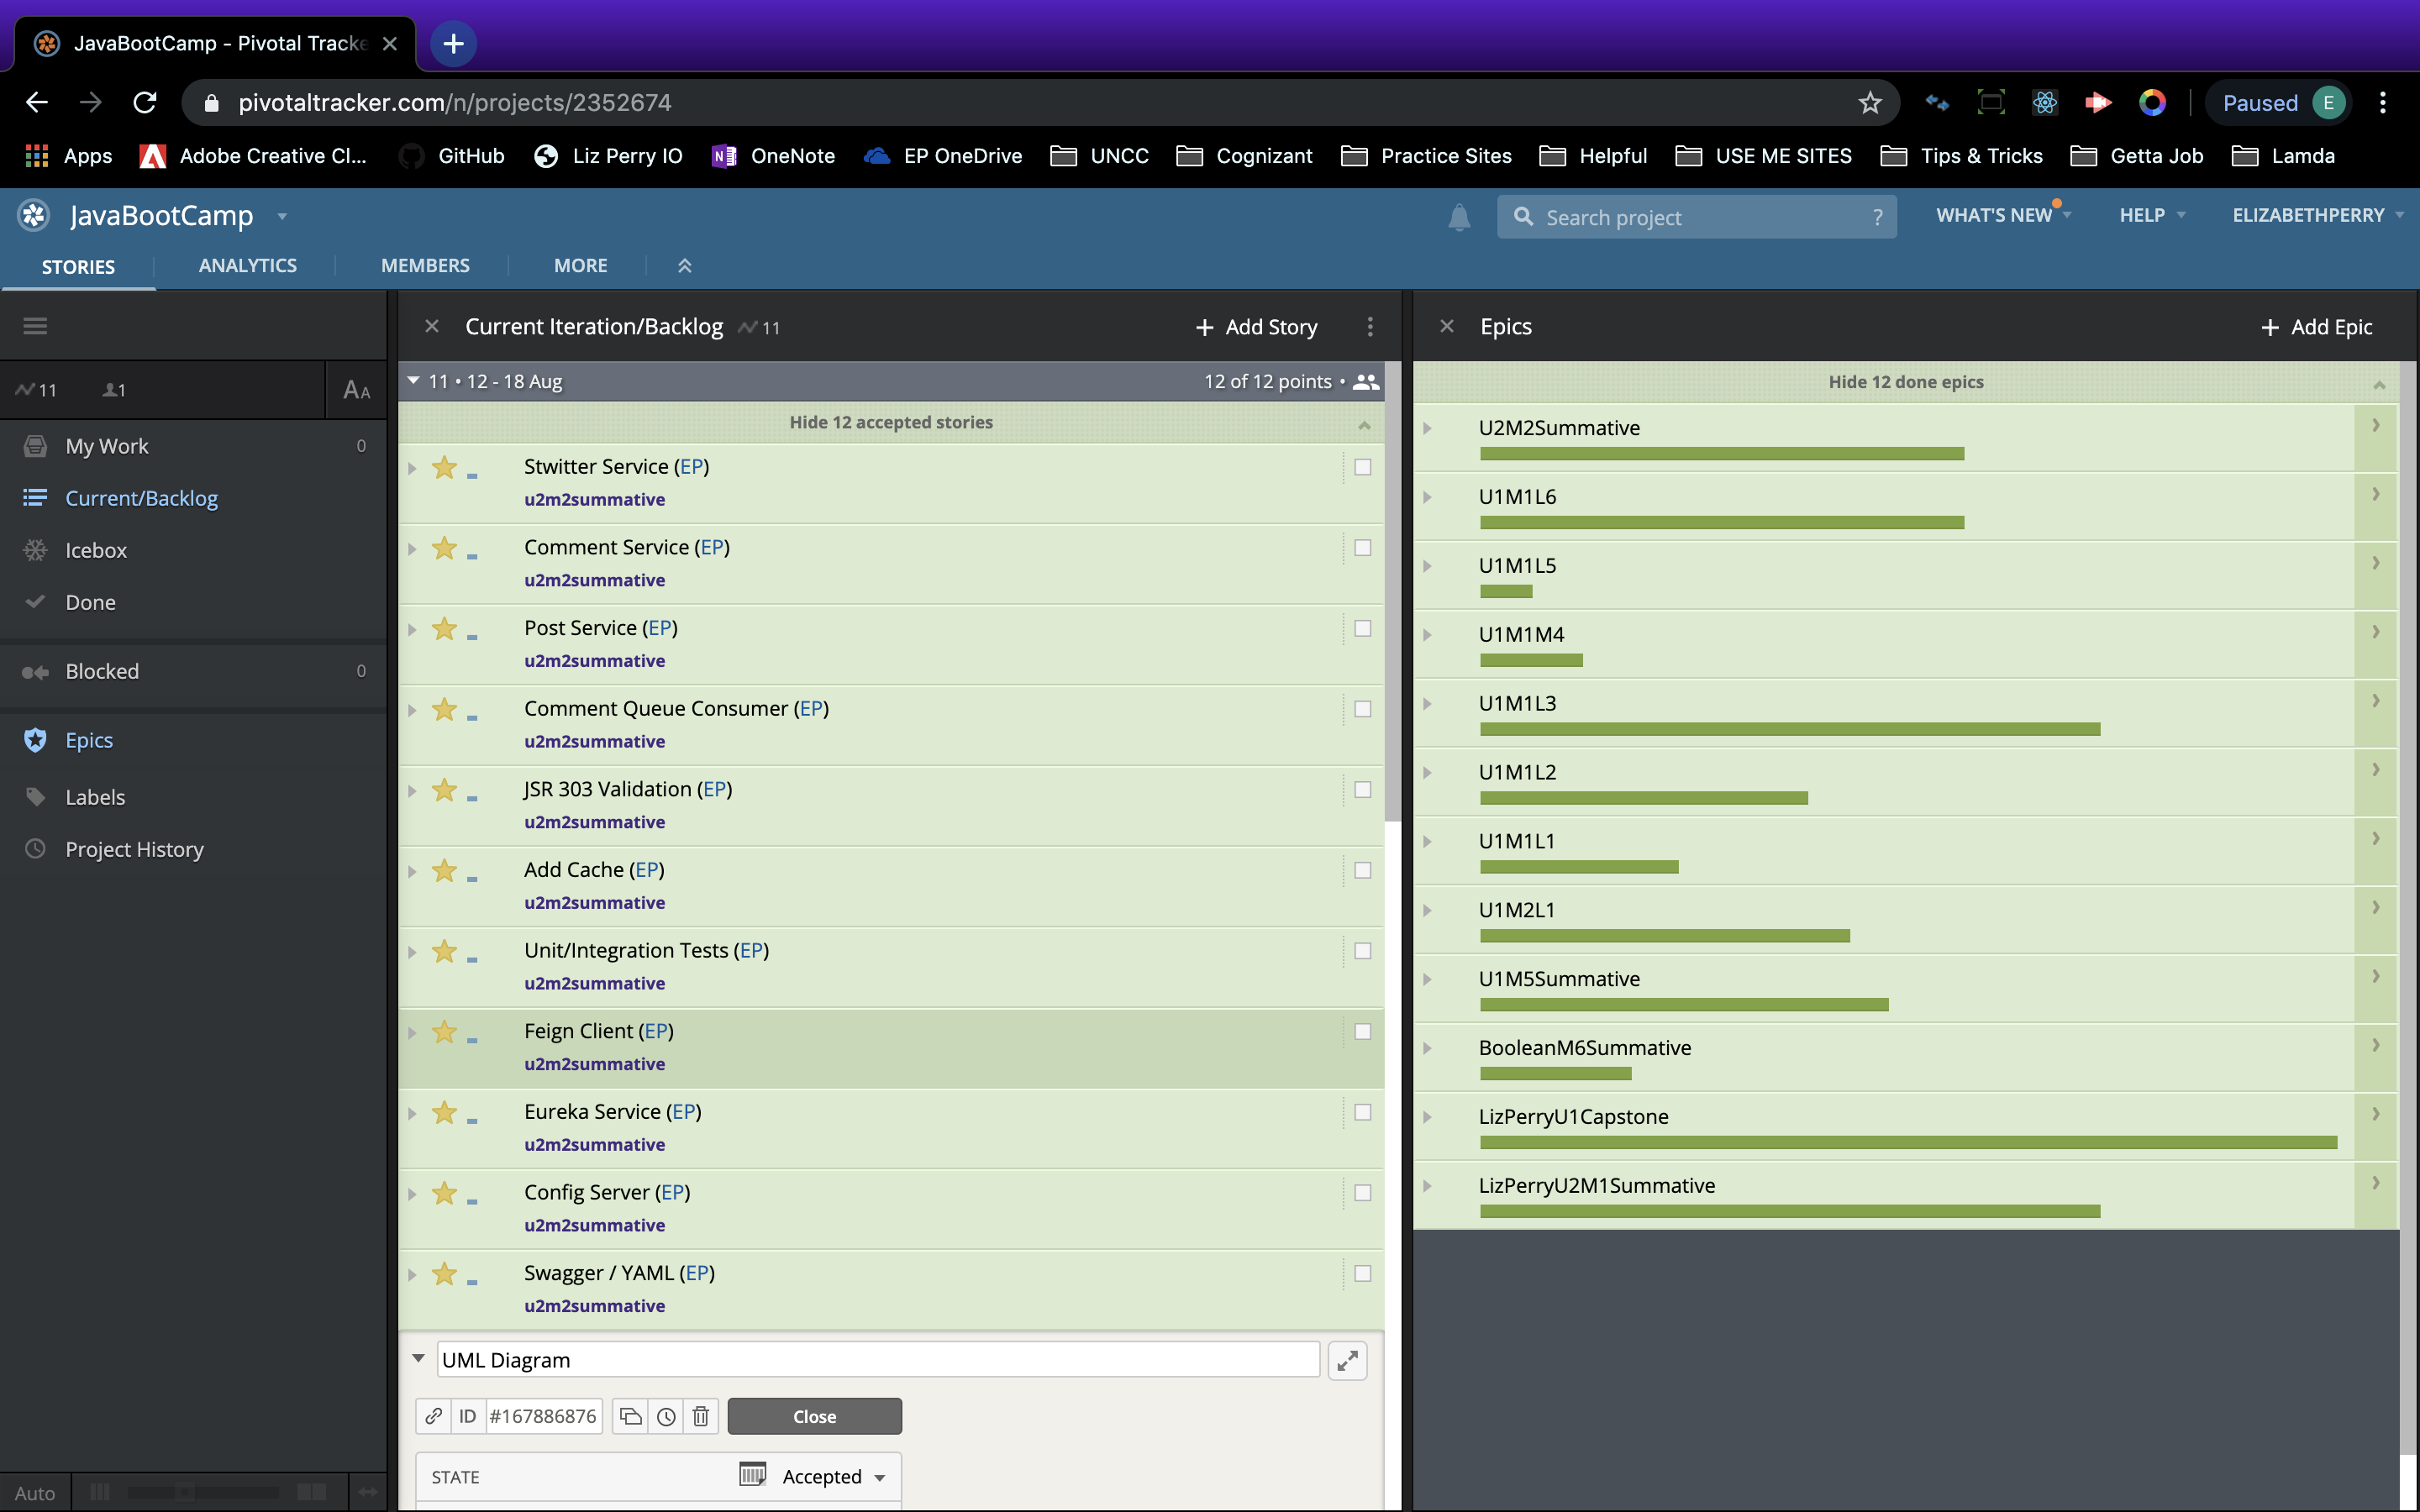 JavaBootCamp - Pivotal Tracke
pivotaltracker.com/n/projects/2352674
Paused E
Apps Adobe Creative Cl... GitHub Liz Perry IO OneNote EP OneDrive UNCC Cognizant Practice Sites Helpful USE ME SITES Tips & Tricks Getta Job Lamda
JavaBootCamp
Search project ?
WHAT'S NEW HELP ELIZABETHPERRY
STORIES ANALYTICS MEMBERS MORE
11 1 AA
My Work 0
Current/Backlog
Icebox
Done
Blocked 0
Epics
Labels
Project History
Auto
Current Iteration/Backlog 11 + Add Story
11 • 12 - 18 Aug 12 of 12 points •
Hide 12 accepted stories
Stwitter Service (EP)
u2m2summative
Comment Service (EP)
u2m2summative
Post Service (EP)
u2m2summative
Comment Queue Consumer (EP)
u2m2summative
JSR 303 Validation (EP)
u2m2summative
Add Cache (EP)
u2m2summative
Unit/Integration Tests (EP)
u2m2summative
Feign Client (EP)
u2m2summative
Eureka Service (EP)
u2m2summative
Config Server (EP)
u2m2summative
Swagger / YAML (EP)
u2m2summative
UML Diagram
ID #167886876 Close
STATE Accepted
Epics + Add Epic
Hide 12 done epics
U2M2Summative
U1M1L6
U1M1L5
U1M1M4
U1M1L3
U1M1L2
U1M1L1
U1M2L1
U1M5Summative
BooleanM6Summative
LizPerryU1Capstone
LizPerryU2M1Summative